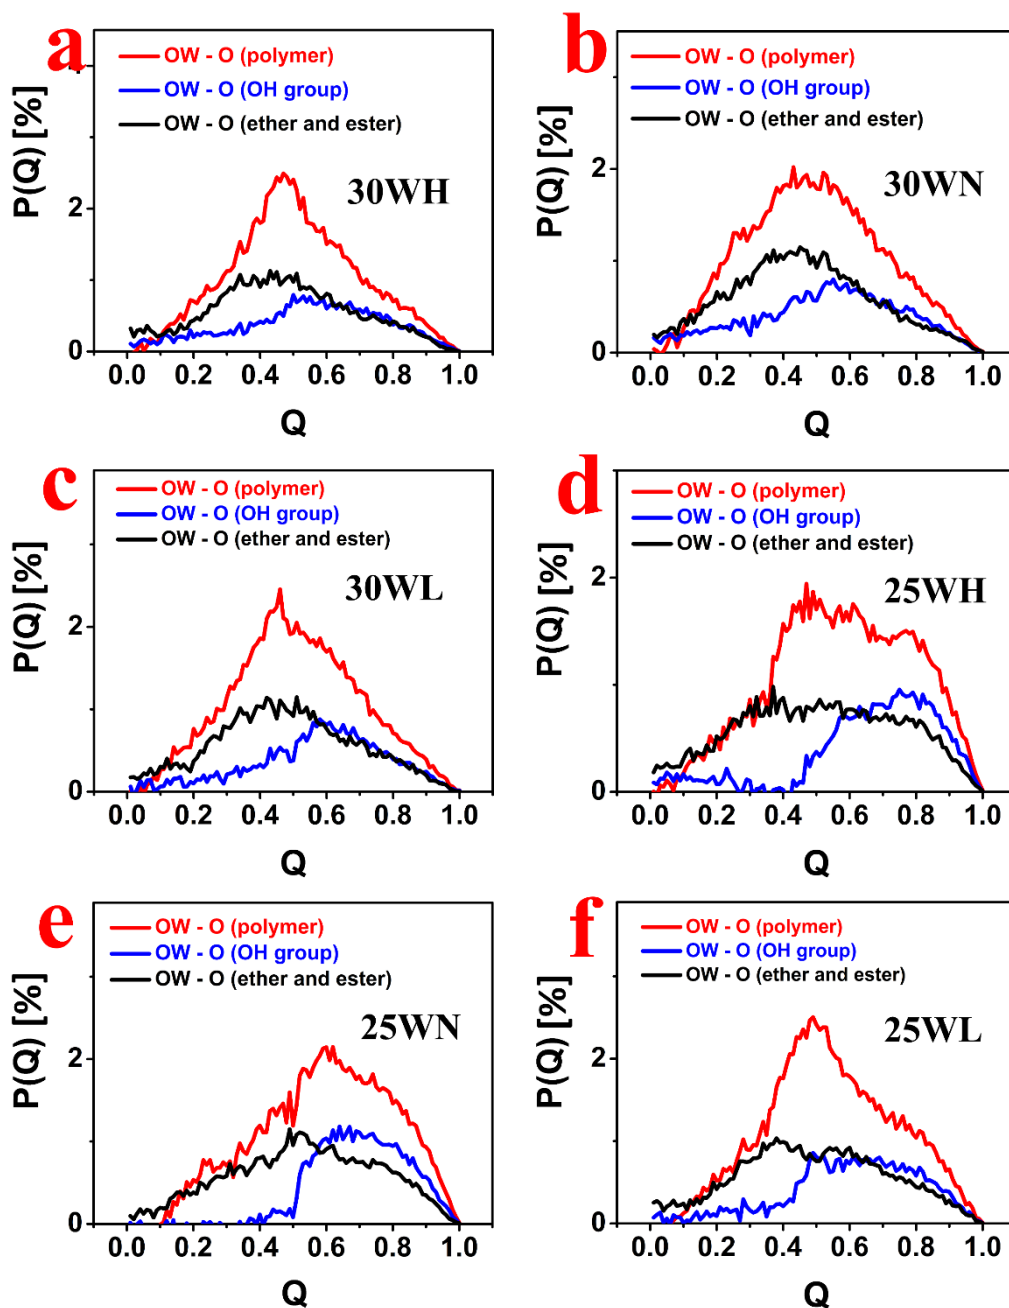 a
OW - O (polymer)
OW - O (OH group)
OW - O (ether and ester)
30WH
P(Q) [%]
4
2
0
0.0 0.2 0.4 0.6 0.8 1.0
Q
b
OW - O (polymer)
OW - O (OH group)
OW - O (ether and ester)
30WN
P(Q) [%]
2
0
0.0 0.2 0.4 0.6 0.8 1.0
Q
c
OW - O (polymer)
OW - O (OH group)
OW - O (ether and ester)
30WL
P(Q) [%]
2
0
0.0 0.2 0.4 0.6 0.8 1.0
Q
d
OW - O (polymer)
OW - O (OH group)
OW - O (ether and ester)
25WH
P(Q) [%]
2
0
0.0 0.2 0.4 0.6 0.8 1.0
Q
e
OW - O (polymer)
OW - O (OH group)
OW - O (ether and ester)
25WN
P(Q) [%]
2
0
0.0 0.2 0.4 0.6 0.8 1.0
Q
f
OW - O (polymer)
OW - O (OH group)
OW - O (ether and ester)
25WL
P(Q) [%]
2
0
0.0 0.2 0.4 0.6 0.8 1.0
Q